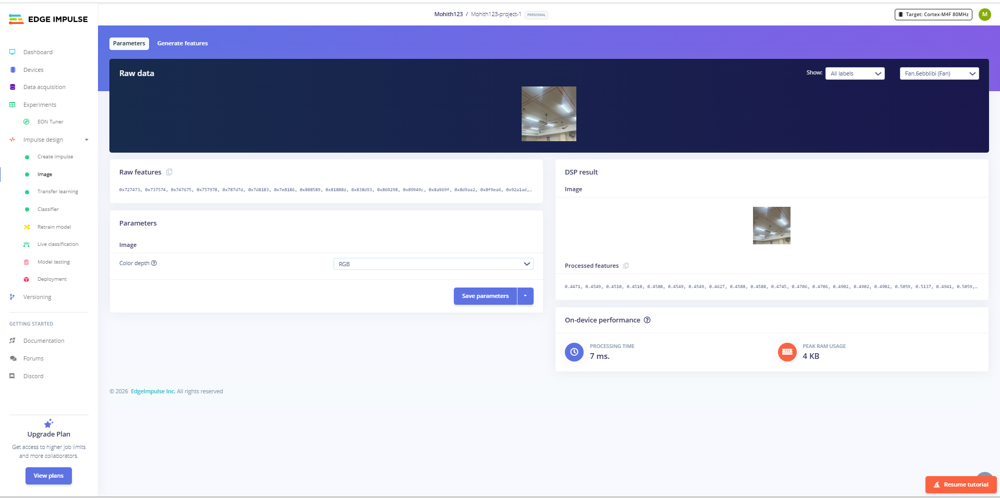 EDGE IMPULSE
Mohith123 / Mohith123-project-1 PERSONAL
Target: Cortex-M4F 80MHz
M
Dashboard
Devices
Data acquisition
Experiments
EON Tuner
Impulse design
Create impulse
Image
Transfer learning
Classifier
Retrain model
Live classification
Model testing
Deployment
Versioning
GETTING STARTED
Documentation
Forums
Discord
Upgrade Plan
Get access to higher job limits
and more collaborators.
View plans
Parameters Generate features
Raw data
Show: All labels Fan.6ebblibi (Fan)
Raw features
0x727473, 0x737574, 0x747675, 0x757978, 0x787d7d, 0x7d8183, 0x7e8186, 0x808589, 0x81888d, 0x838d93, 0x869298, 0x89949c, 0x8a969f, 0x8d9aa2, 0x8f9ea6, 0x92a1ad,…
Parameters
Image
Color depth RGB
Save parameters
DSP result
Image
Processed features
0.4471, 0.4549, 0.4510, 0.4510, 0.4588, 0.4549, 0.4549, 0.4627, 0.4588, 0.4588, 0.4745, 0.4706, 0.4706, 0.4902, 0.4902, 0.4902, 0.5059, 0.5137, 0.4941, 0.5059,…
On-device performance
PROCESSING TIME
7 ms.
PEAK RAM USAGE
4 KB
© 2026 EdgeImpulse Inc. All rights reserved
Resume tutorial